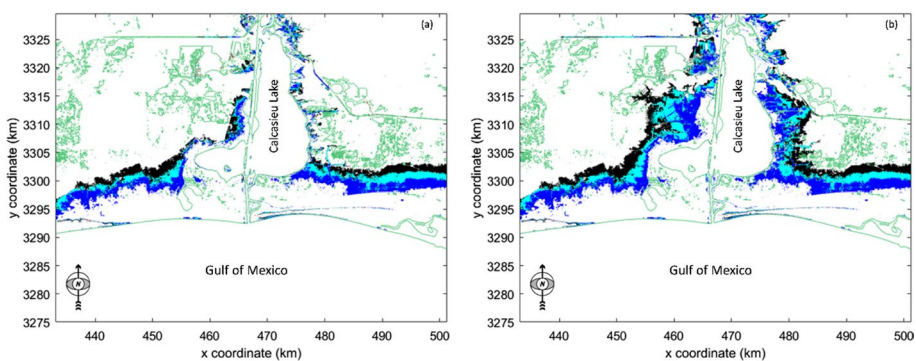 (a)
3325
3320
3315
3310
3305
3300
3295
3290
3285
3280
3275
y coordinate (km)
Calcasieu Lake
Gulf of Mexico
N
440 450 460 470 480 490 500
x coordinate (km)
(b)
3325
3320
3315
3310
3305
3300
3295
3290
3285
3280
3275
y coordinate (km)
Calcasieu Lake
Gulf of Mexico
N
440 450 460 470 480 490 500
x coordinate (km)